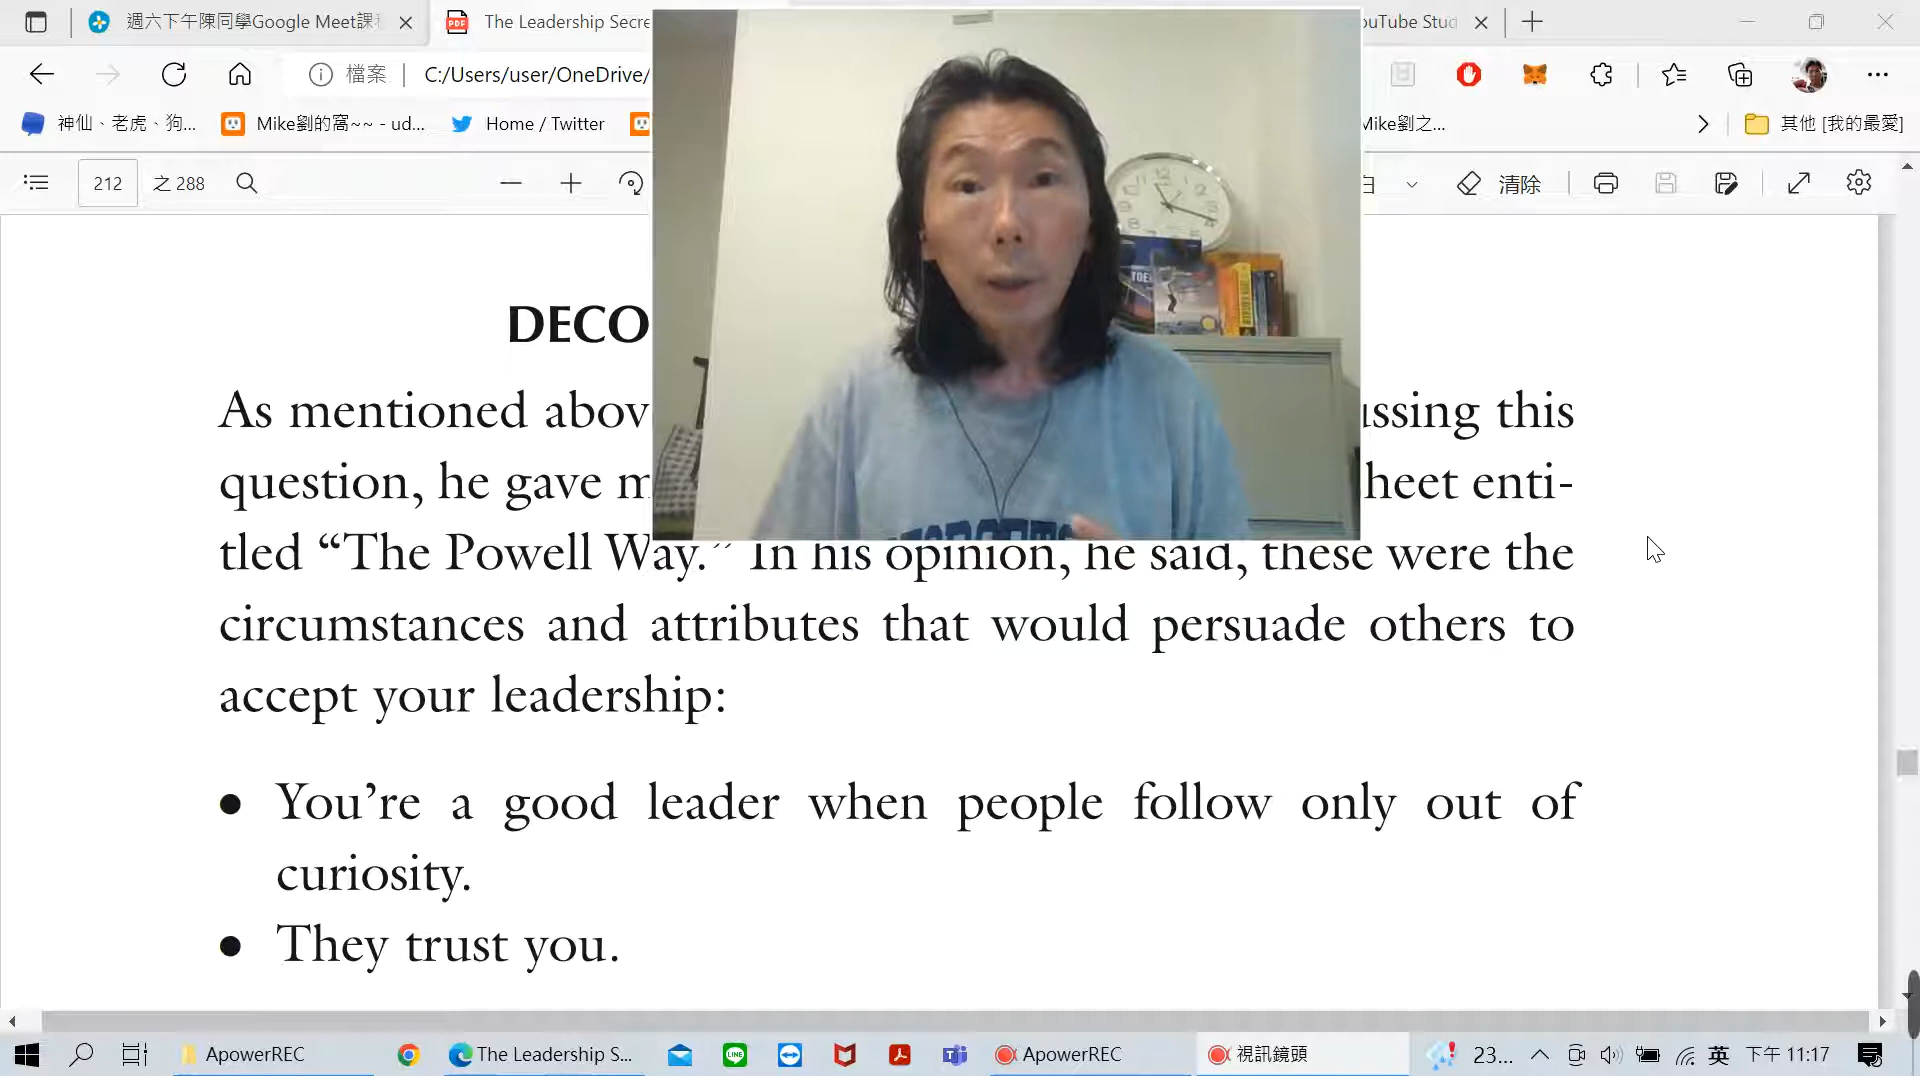 週六下午陳同學Google Meet課
The Leadership Secre
ouTube Stud
檔案
C:/Users/user/OneDrive/
神仙、老虎、狗...
Mike劉的窩~~ - ud...
Home / Twitter
Mike劉之...
其他 [我的最愛]
212
之 288
清除
DECO
As mentioned abov
ussing this
question, he gave m
heet enti-
tled “The Powell Way.” In his opinion, he said, these were the
circumstances and attributes that would persuade others to
accept your leadership:
● You’re a good leader when people follow only out of
curiosity.
● They trust you.
ApowerREC
The Leadership S...
ApowerREC
視訊鏡頭
23...
英
下午 11:17